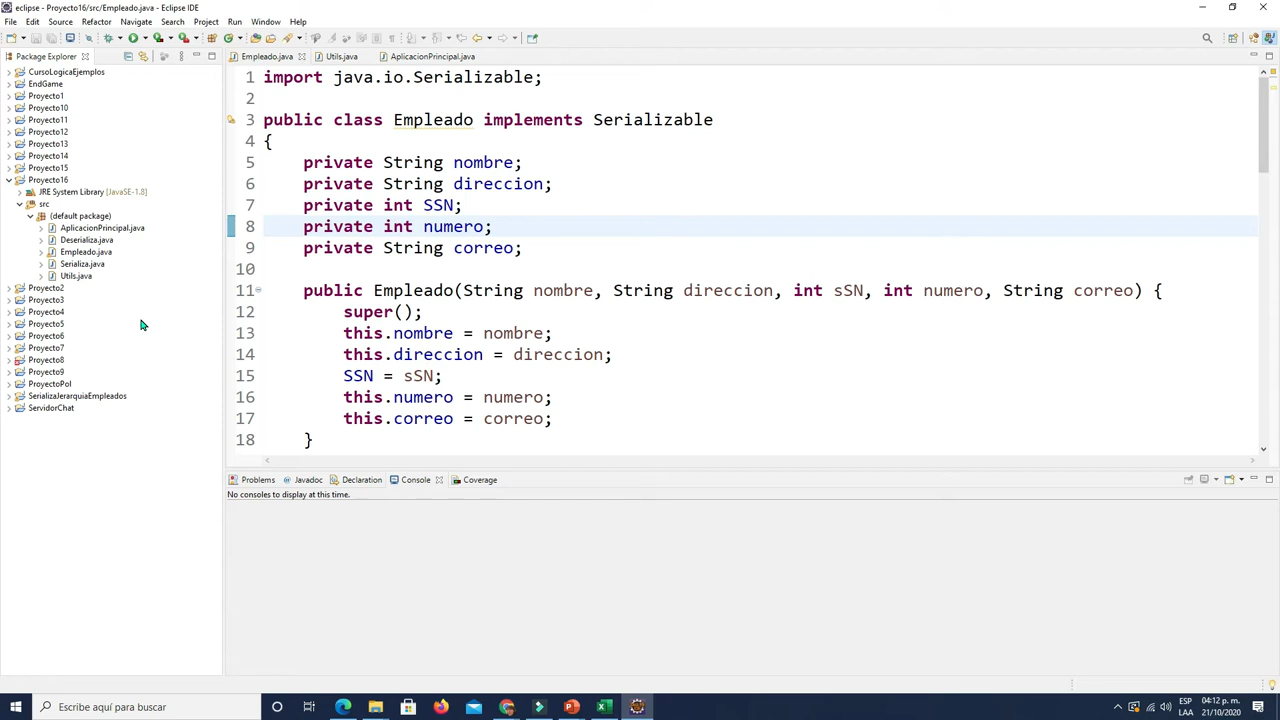 eclipse - Proyecto16/src/Empleado.java - Eclipse IDE
File Edit Source Refactor Navigate Search Project Run Window Help
Package Explorer
Empleado.java
Utils.java
AplicacionPrincipal.java
CursoLogicaEjemplos
EndGame
Proyecto1
Proyecto10
Proyecto11
Proyecto12
Proyecto13
Proyecto14
Proyecto15
Proyecto16
JRE System Library [JavaSE-1.8]
src
(default package)
AplicacionPrincipal.java
Deserializa.java
Empleado.java
Serializa.java
Utils.java
Proyecto2
Proyecto3
Proyecto4
Proyecto5
Proyecto6
Proyecto7
Proyecto8
Proyecto9
ProyectoPol
SerializaJerarquiaEmpleados
ServidorChat
1 import java.io.Serializable;
2
3 public class Empleado implements Serializable
4 {
5 private String nombre;
6 private String direccion;
7 private int SSN;
8 private int numero;
9 private String correo;
10
11 public Empleado(String nombre, String direccion, int sSN, int numero, String correo) {
12 super();
13 this.nombre = nombre;
14 this.direccion = direccion;
15 SSN = sSN;
16 this.numero = numero;
17 this.correo = correo;
18 }
Problems Javadoc Declaration Console Coverage
No consoles to display at this time.
Escribe aquí para buscar
ESP
LAA
04:12 p. m.
21/10/2020